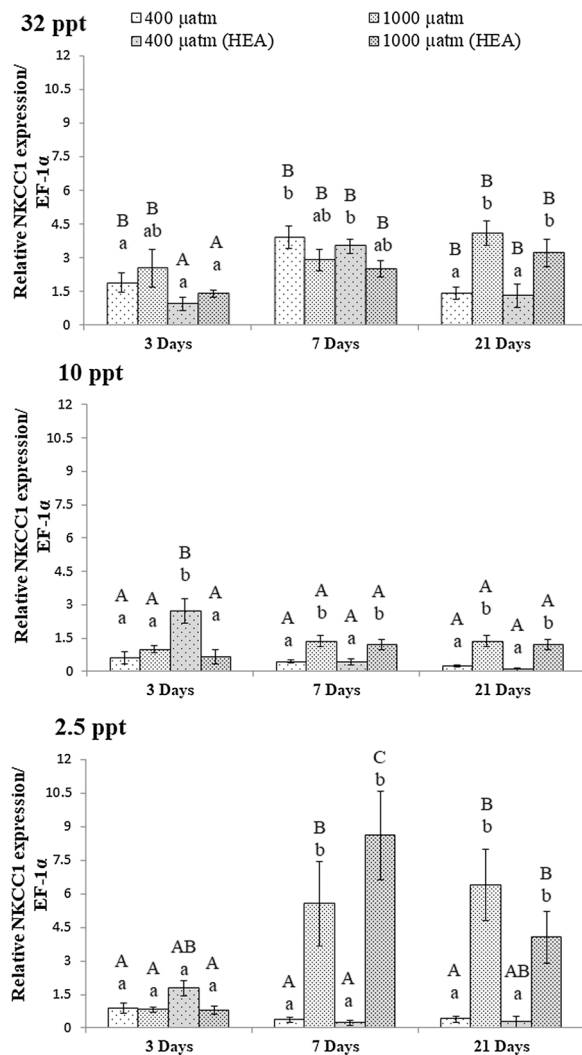 32 ppt
400 µatm
1000 µatm
400 µatm (HEA)
1000 µatm (HEA)
Relative NKCC1 expression/
EF-1α
12
10.5
9
7.5
6
4.5
3
1.5
0
B
a
B
ab
A
a
A
a
B
b
B
ab
B
b
B
ab
B
a
B
b
B
a
B
b
3 Days
7 Days
21 Days
10 ppt
Relative NKCC1 expression/
EF-1α
12
10.5
9
7.5
6
4.5
3
1.5
0
A
a
A
a
B
b
A
a
A
a
A
b
A
a
A
b
A
a
A
b
A
a
A
b
3 Days
7 Days
21 Days
2.5 ppt
Relative NKCC1 expression/
EF-1α
12
10.5
9
7.5
6
4.5
3
1.5
0
A
a
A
a
AB
a
A
a
A
a
B
b
A
a
C
b
A
a
B
b
AB
a
B
b
3 Days
7 Days
21 Days